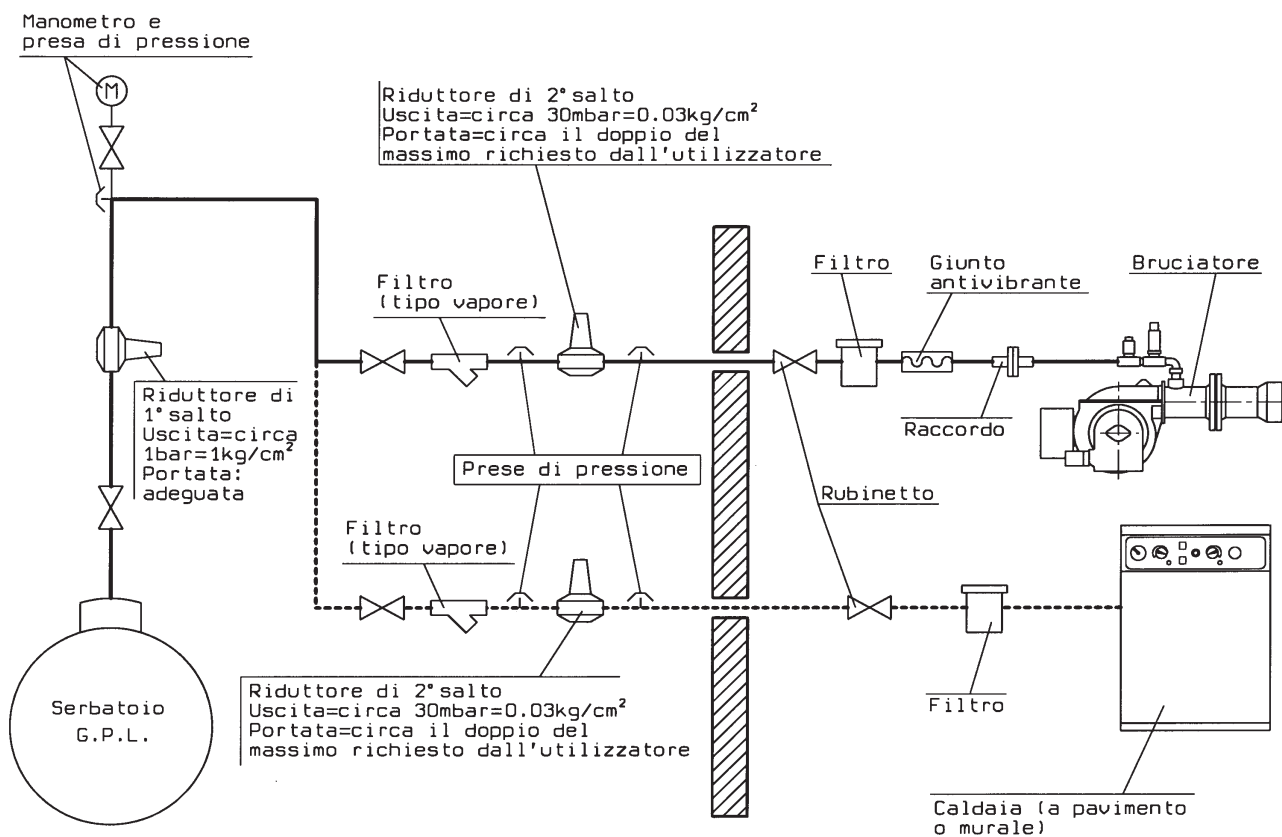 Manometro e
presa di pressione
M
Riduttore di 2° salto
Uscita=circa 30mbar=0.03kg/cm²
Portata=circa il doppio del
massimo richiesto dall'utilizzatore
Filtro
(tipo vapore)
Filtro
Giunto
antivibrante
Bruciatore
Riduttore di
1° salto
Uscita=circa
1bar=1kg/cm²
Portata:
adeguata
Raccordo
Prese di pressione
Rubinetto
Filtro
(tipo vapore)
Serbatoio
G.P.L.
Riduttore di 2° salto
Uscita=circa 30mbar=0.03kg/cm²
Portata=circa il doppio del
massimo richiesto dall'utilizzatore
Filtro
Caldaia (a pavimento
o murale)